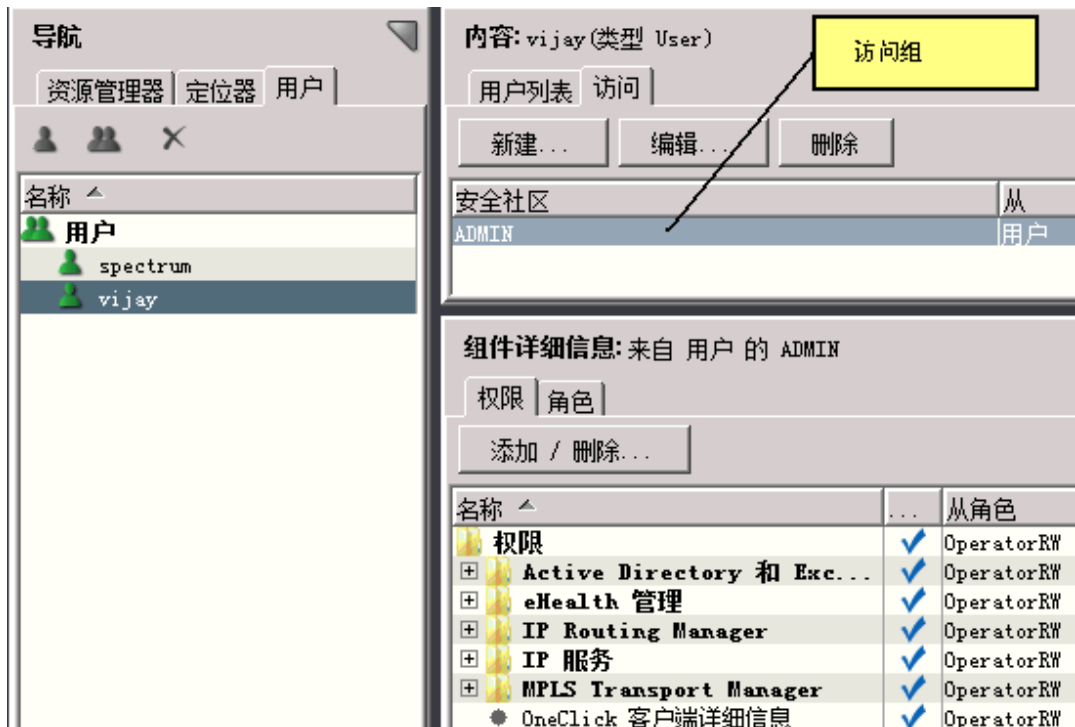 导航
资源管理器 定位器 用户
名称
用户
spectrum
vijay
内容: vijay(类型 User)
访问组
用户列表 访问
新建... 编辑... 删除
安全社区 从
ADMIN 用户
组件详细信息: 来自 用户 的 ADMIN
权限 角色
添加 / 删除...
名称 ... 从角色
权限 OperatorRW
Active Directory 和 Exc... OperatorRW
eHealth 管理 OperatorRW
IP Routing Manager OperatorRW
IP 服务 OperatorRW
MPLS Transport Manager OperatorRW
OneClick 客户端详细信息 OperatorRW